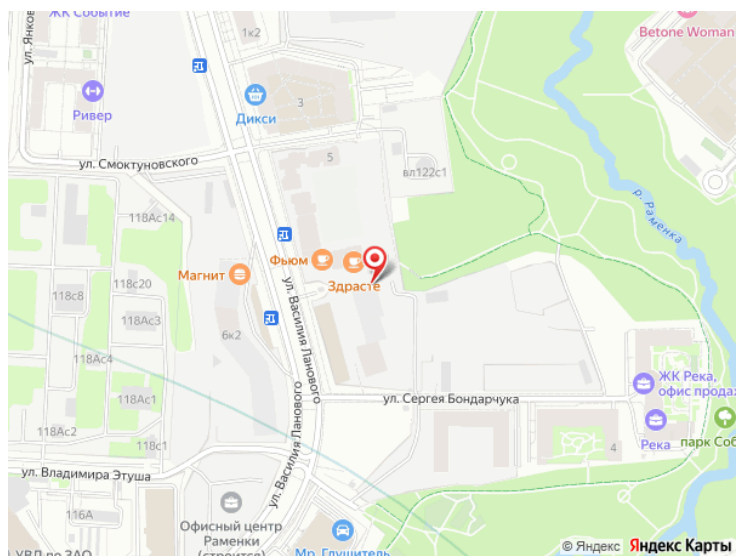 ЖК Событие
1к2
Betone Woman
ул. Янков
Ривер
Дикси
3
ул. Смоктуновского
5
вл122с1
118Ас14
р. Раменка
Фьюм
Магнит
Здрасте
118с20
118с8
118Ас3
6к2
118Ас4
ул. Василия Ланового
118Ас1
ЖК Река,
офис продаж
ул. Сергея Бондарчука
118Ас2
118с1
ул. Василия Ланового
4
Река
парк Соб
ул. Владимира Этуша
116А
Офисный центр
Раменки
(строится)
УВД по ЗАО
Мр. Глушитель
© Яндекс Яндекс Карты